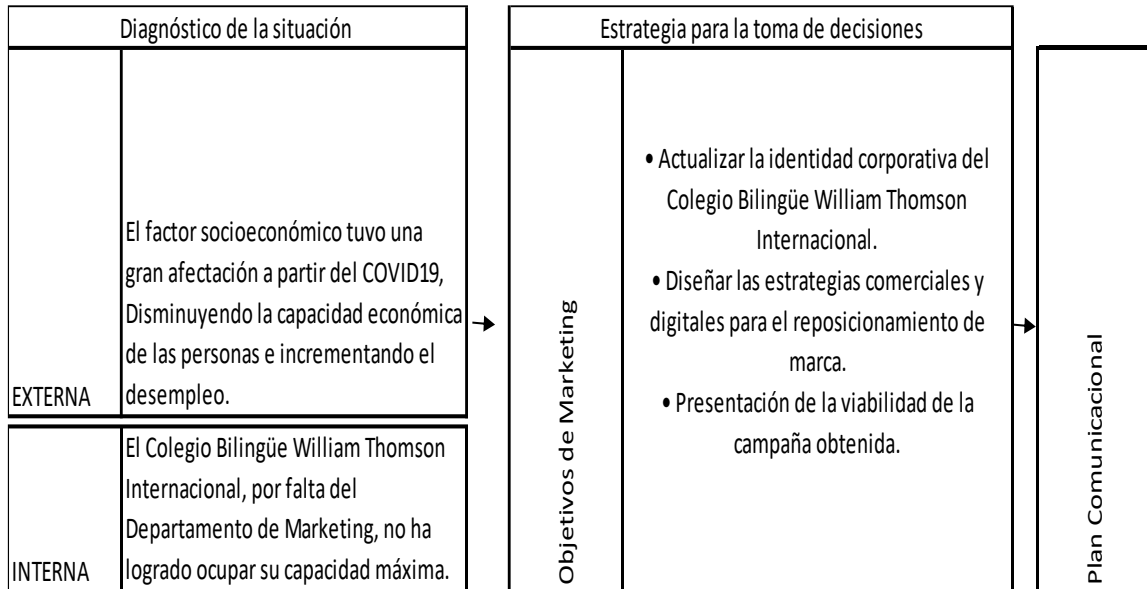 Diagnóstico de la situación
EXTERNA
El factor socioeconómico tuvo una
gran afectación a partir del COVID19,
Disminuyendo la capacidad económica
de las personas e incrementando el
desempleo.
INTERNA
El Colegio Bilingüe William Thomson
Internacional, por falta del
Departamento de Marketing, no ha
logrado ocupar su capacidad máxima.
Estrategia para la toma de decisiones
Objetivos de Marketing
• Actualizar la identidad corporativa del
Colegio Bilingüe William Thomson
Internacional.
• Diseñar las estrategias comerciales y
digitales para el reposicionamiento de
marca.
• Presentación de la viabilidad de la
campaña obtenida.
Plan Comunicacional